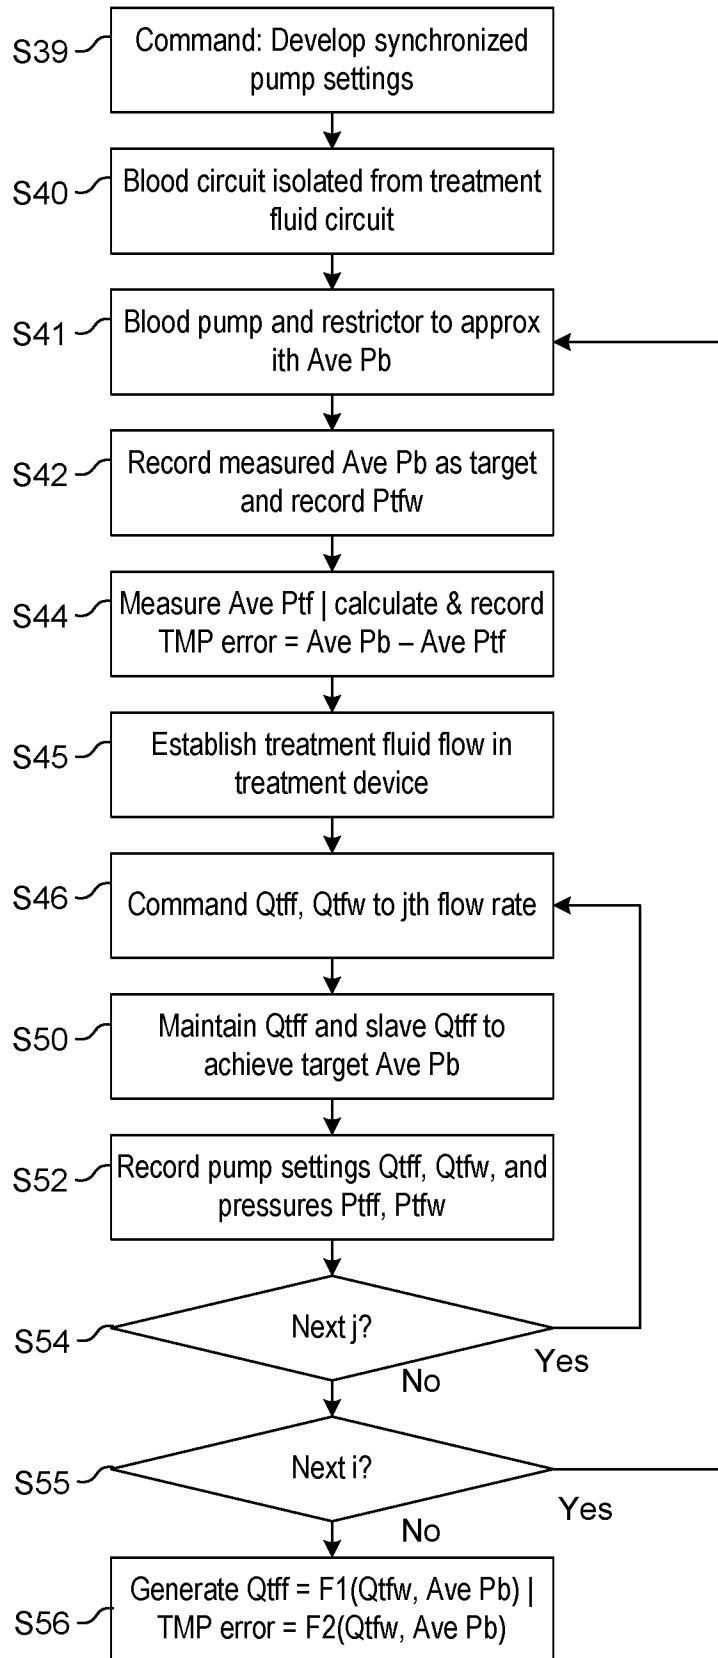 S39
Command: Develop synchronized
pump settings
S40
Blood circuit isolated from treatment
fluid circuit
S41
Blood pump and restrictor to approx
ith Ave Pb
S42
Record measured Ave Pb as target
and record Ptfw
S44
Measure Ave Ptf | calculate & record
TMP error = Ave Pb – Ave Ptf
S45
Establish treatment fluid flow in
treatment device
S46
Command Qtff, Qtfw to jth flow rate
S50
Maintain Qtff and slave Qtff to
achieve target Ave Pb
S52
Record pump settings Qtff, Qtfw, and
pressures Ptff, Ptfw
S54
Next j?
Yes
No
S55
Next i?
Yes
No
S56
Generate Qtff = F1(Qtfw, Ave Pb) |
TMP error = F2(Qtfw, Ave Pb)